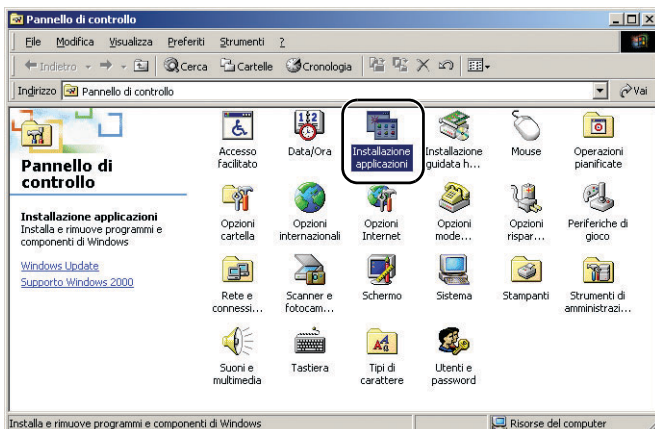 Pannello di controllo
File Modifica Visualizza Preferiti Strumenti ?
Indietro Cerca Cartelle Cronologia
Indirizzo Pannello di controllo Vai
Pannello di
controllo
Installazione applicazioni
Installa e rimuove programmi e
componenti di Windows
Windows Update
Supporto Windows 2000
Accesso
facilitato
Data/Ora
Installazione
applicazioni
Installazione
guidata h...
Mouse
Operazioni
pianificate
Opzioni
cartella
Opzioni
internazionali
Opzioni
Internet
Opzioni
mode...
Opzioni
rispar...
Periferiche di
gioco
Rete e
connessi...
Scanner e
fotocam...
Schermo
Sistema
Stampanti
Strumenti di
amministrazi...
Suoni e
multimedia
Tastiera
Tipi di
carattere
Utenti e
password
Installa e rimuove programmi e componenti di Windows
Risorse del computer